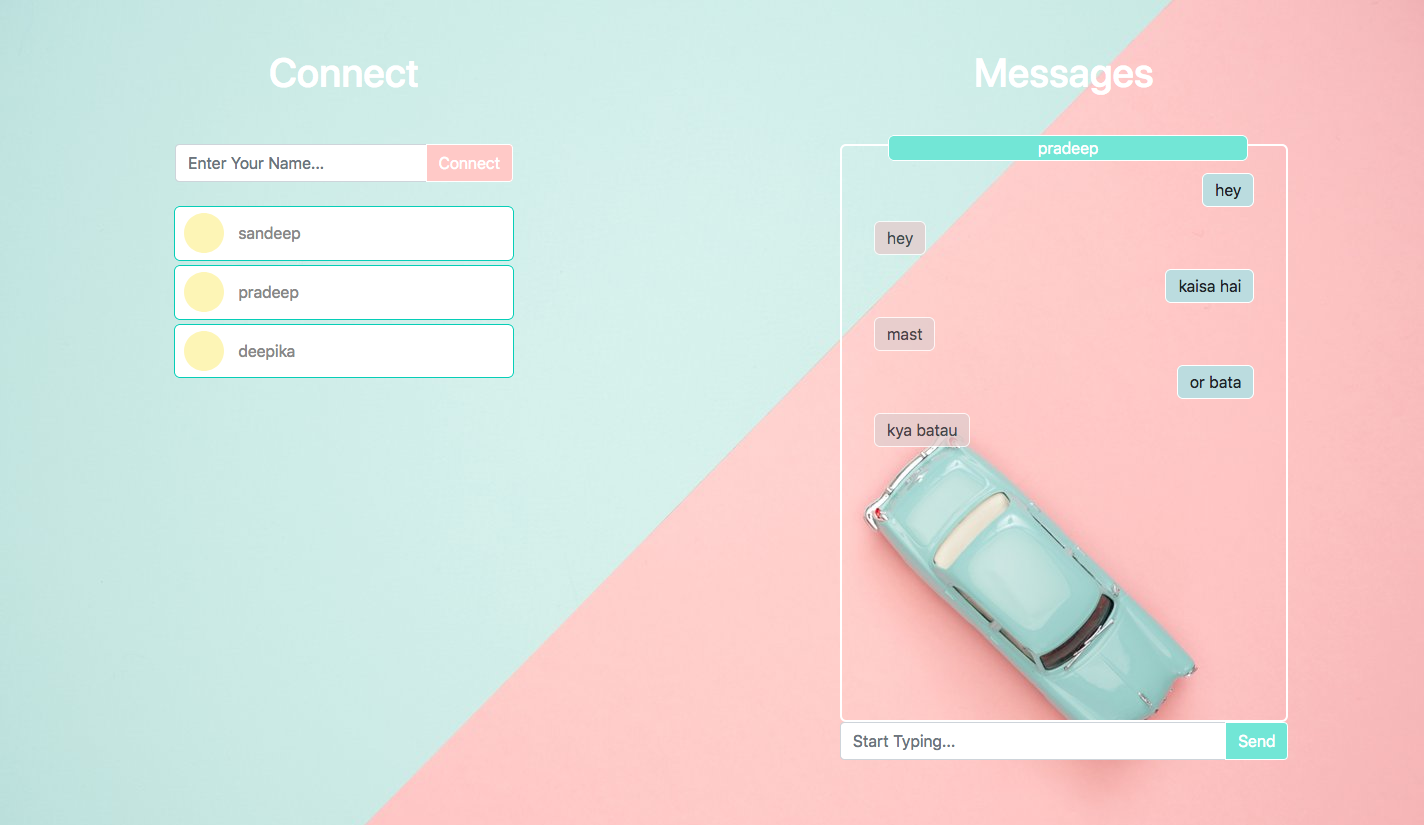 Connect
Enter Your Name...
Connect
sandeep
pradeep
deepika
Messages
pradeep
hey
hey
kaisa hai
mast
or bata
kya batau
Start Typing...
Send